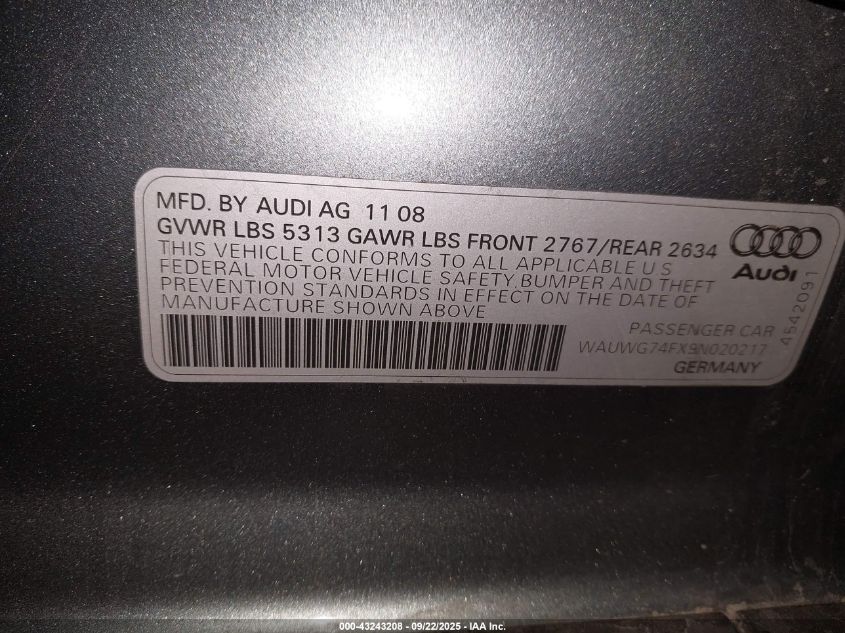 MFD. BY AUDI AG 11 08
GVWR LBS 5313 GAWR LBS FRONT 2767/REAR 2634
THIS VEHICLE CONFORMS TO ALL APPLICABLE U S
FEDERAL MOTOR VEHICLE SAFETY, BUMPER AND THEFT
PREVENTION STANDARDS IN EFFECT ON THE DATE OF
MANUFACTURE SHOWN ABOVE
Audi
4542091
PASSENGER CAR
WAUWG74FX9N020217
GERMANY
000-43243208 - 09/22/2025 - IAA Inc.